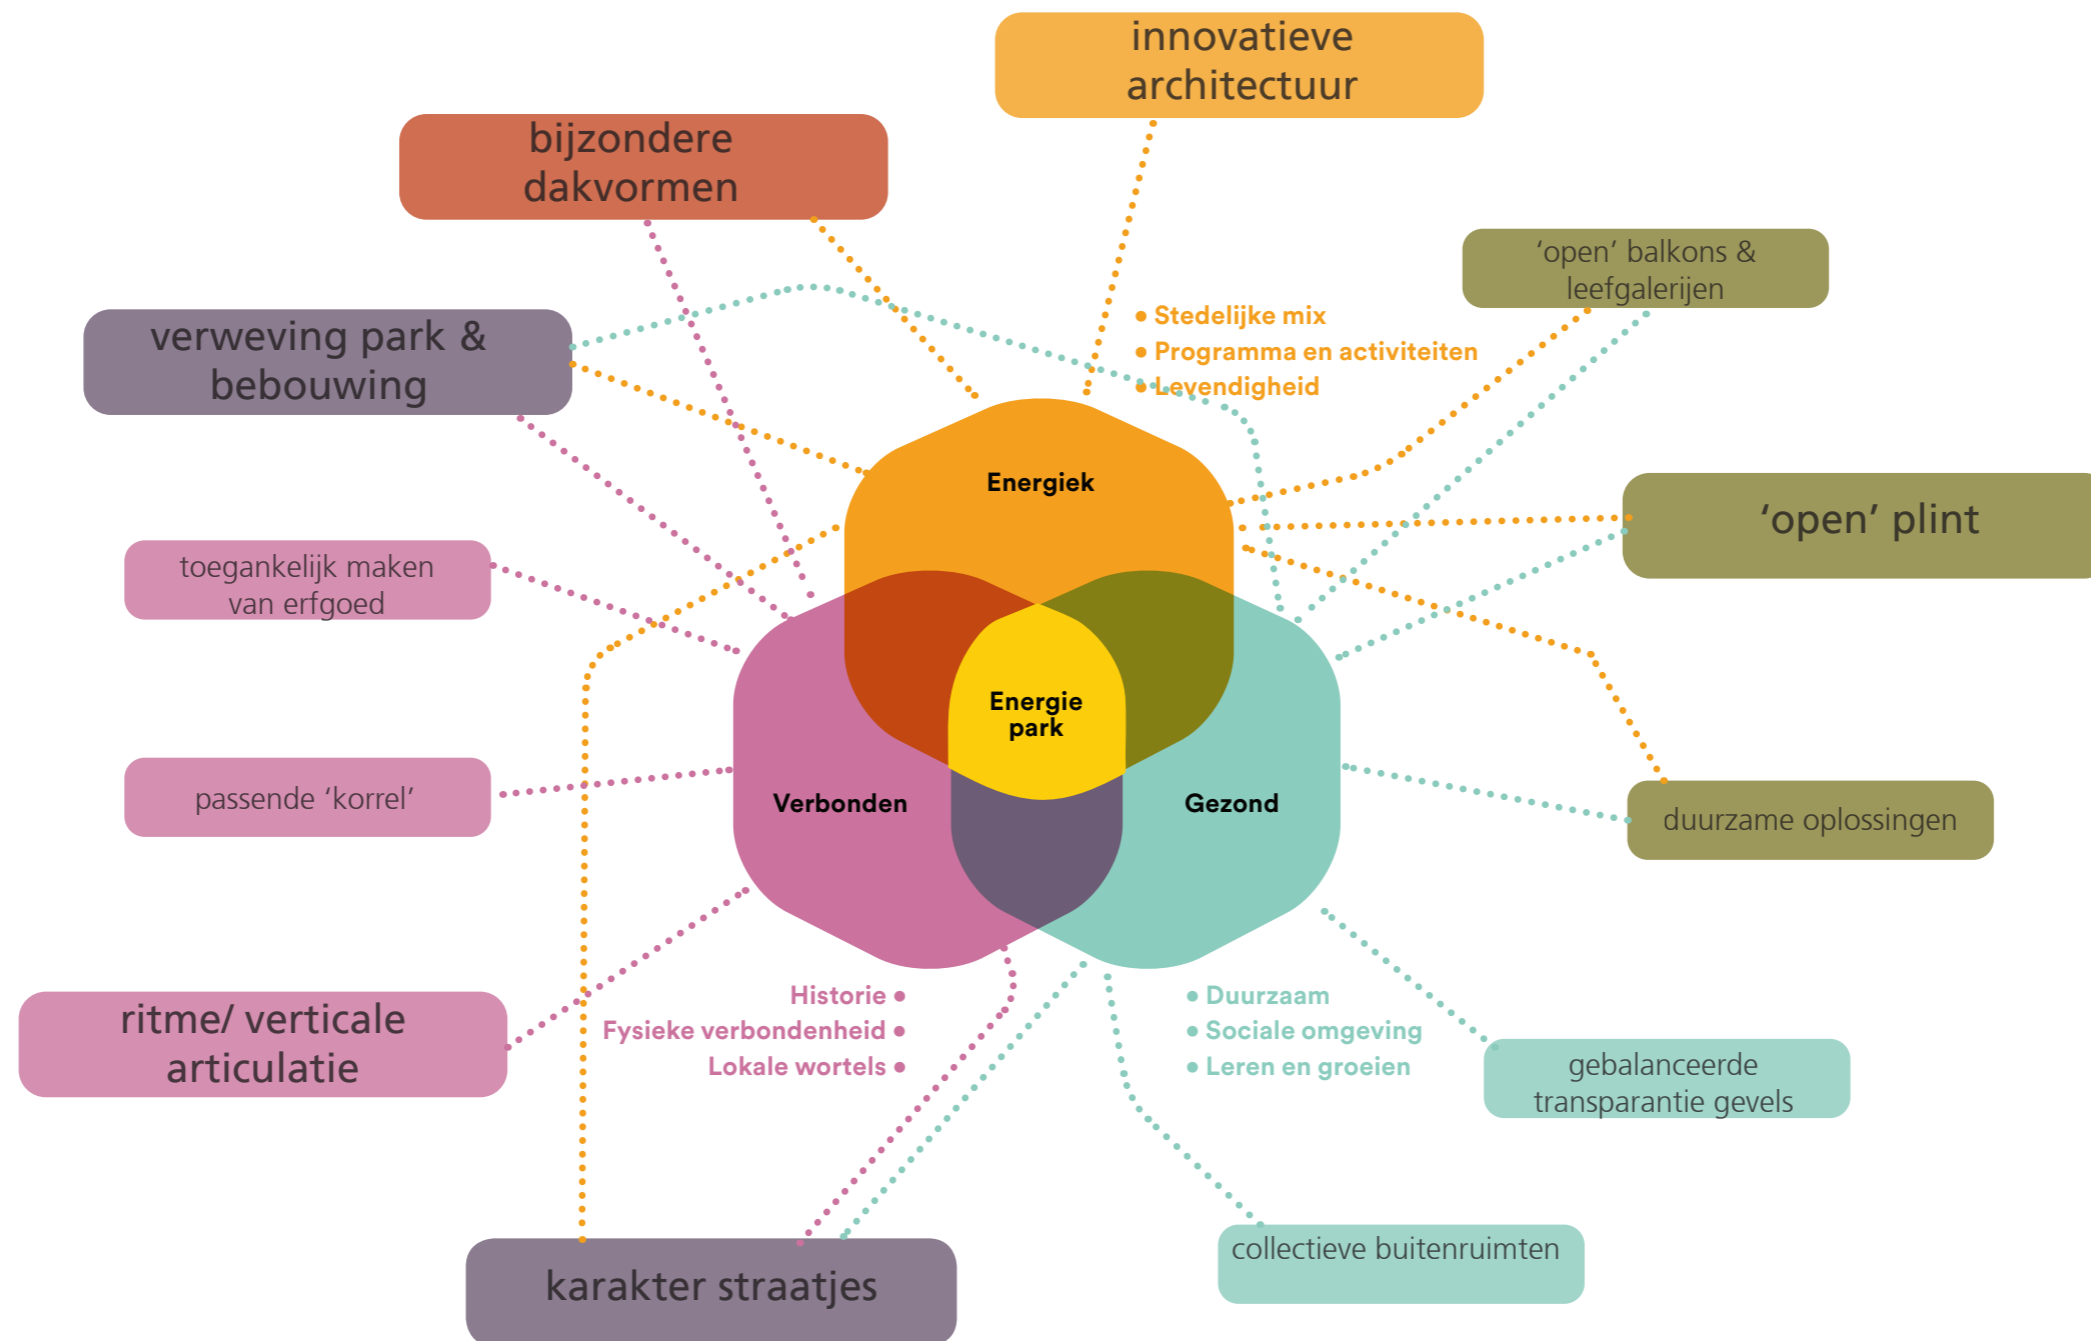 innovatieve
architectuur
bijzondere
dakvormen
‘open’ balkons &
leefgalerijen
verweving park &
bebouwing
• Stedelijke mix
• Programma en activiteiten
• Levendigheid
Energiek
‘open’ plint
toegankelijk maken
van erfgoed
Energie
park
passende ‘korrel’
Verbonden
Gezond
duurzame oplossingen
ritme/ verticale
articulatie
Historie •
Fysieke verbondenheid •
Lokale wortels •
• Duurzaam
• Sociale omgeving
• Leren en groeien
gebalanceerde
transparantie gevels
collectieve buitenruimten
karakter straatjes